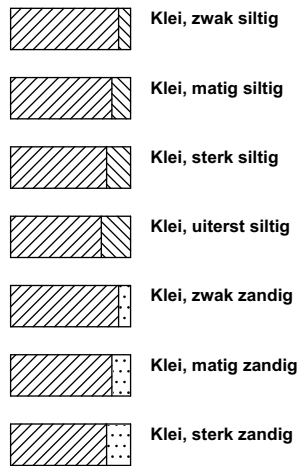 Klei, zwak siltig
Klei, matig siltig
Klei, sterk siltig
Klei, uiterst siltig
Klei, zwak zandig
Klei, matig zandig
Klei, sterk zandig